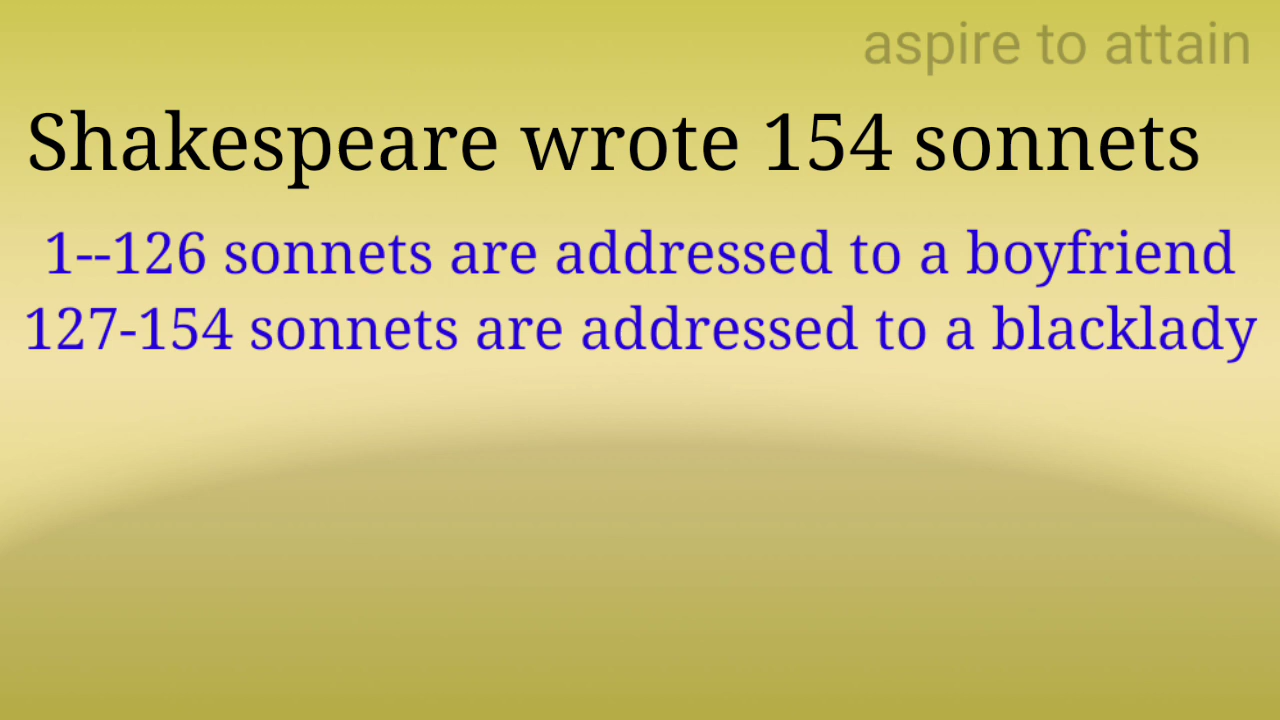 aspire to attain
Shakespeare wrote 154 sonnets
1--126 sonnets are addressed to a boyfriend
127-154 sonnets are addressed to a blacklady